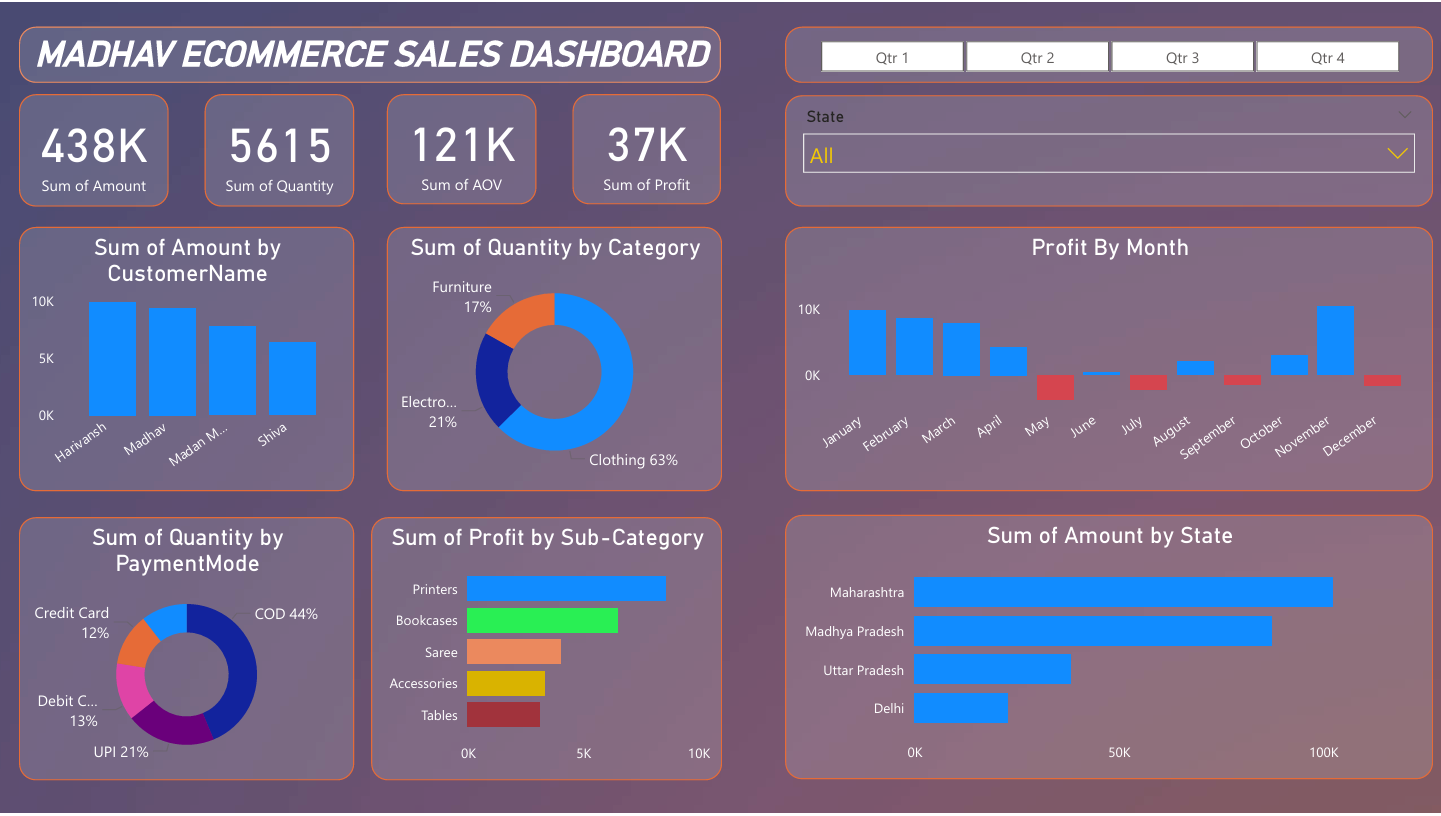 MADHAV ECOMMERCE SALES DASHBOARD
Qtr 1
Qtr 2
Qtr 3
Qtr 4
438K
Sum of Amount
5615
Sum of Quantity
121K
Sum of AOV
37K
Sum of Profit
State
All
Sum of Amount by
CustomerName
10K
5K
0K
Harivansh
Madhav
Madan M...
Shiva
Sum of Quantity by Category
Furniture
17%
Electro...
21%
Clothing 63%
Profit By Month
10K
0K
January
February
March
April
May
June
July
August
September
October
November
December
Sum of Quantity by
PaymentMode
Credit Card
12%
COD 44%
Debit C...
13%
UPI 21%
Sum of Profit by Sub-Category
Printers
Bookcases
Saree
Accessories
Tables
0K
5K
10K
Sum of Amount by State
Maharashtra
Madhya Pradesh
Uttar Pradesh
Delhi
0K
50K
100K